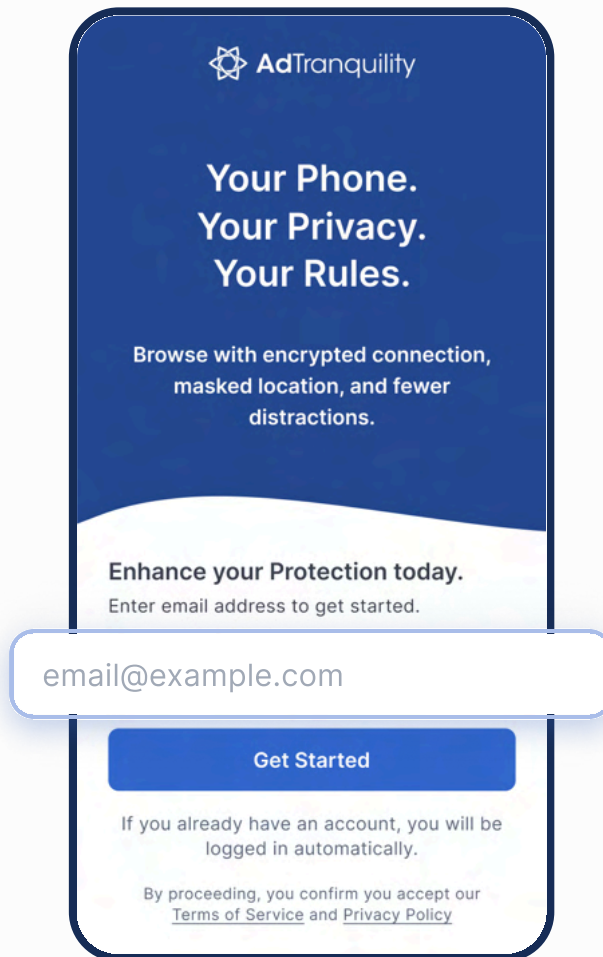 AdTranquility
Your Phone.
Your Privacy.
Your Rules.
Browse with encrypted connection,
masked location, and fewer
distractions.
Enhance your Protection today.
Enter email address to get started.
email@example.com
Get Started
If you already have an account, you will be
logged in automatically.
By proceeding, you confirm you accept our
Terms of Service and Privacy Policy